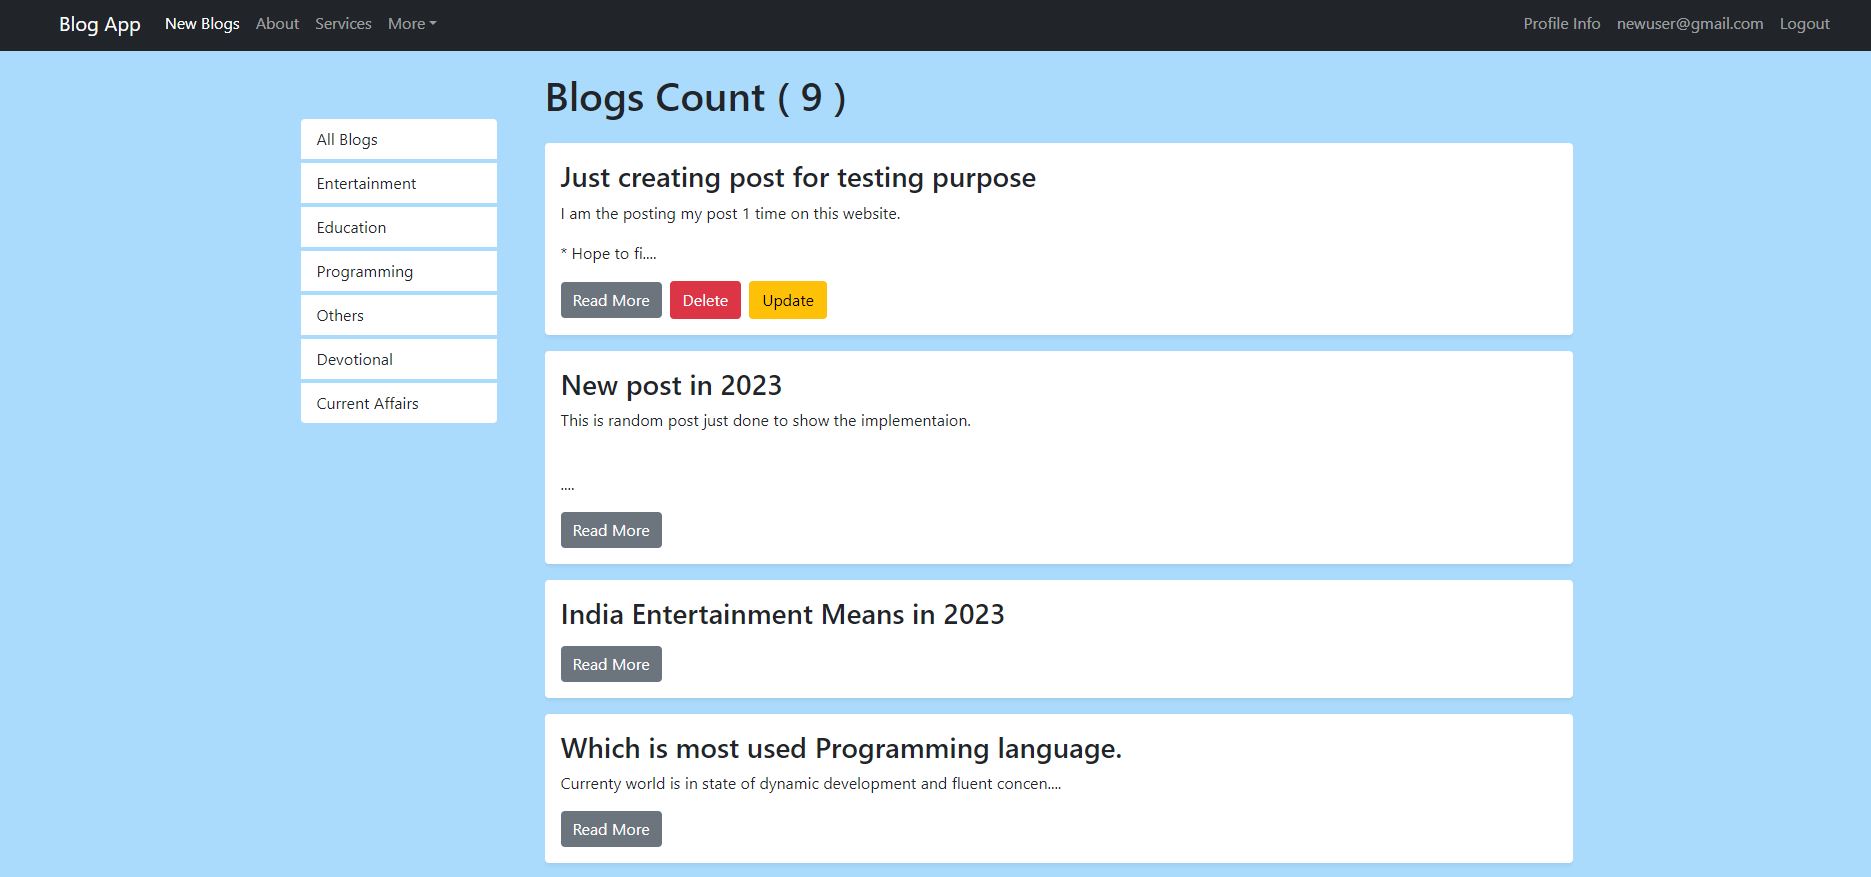 Blog App New Blogs About Services More Profile Info newuser@gmail.com Logout
Blogs Count ( 9 )
All Blogs
Entertainment
Education
Programming
Others
Devotional
Current Affairs
Just creating post for testing purpose
I am the posting my post 1 time on this website.
* Hope to fi....
Read More Delete Update
New post in 2023
This is random post just done to show the implementaion.
....
Read More
India Entertainment Means in 2023
Read More
Which is most used Programming language.
Currenty world is in state of dynamic development and fluent concen....
Read More